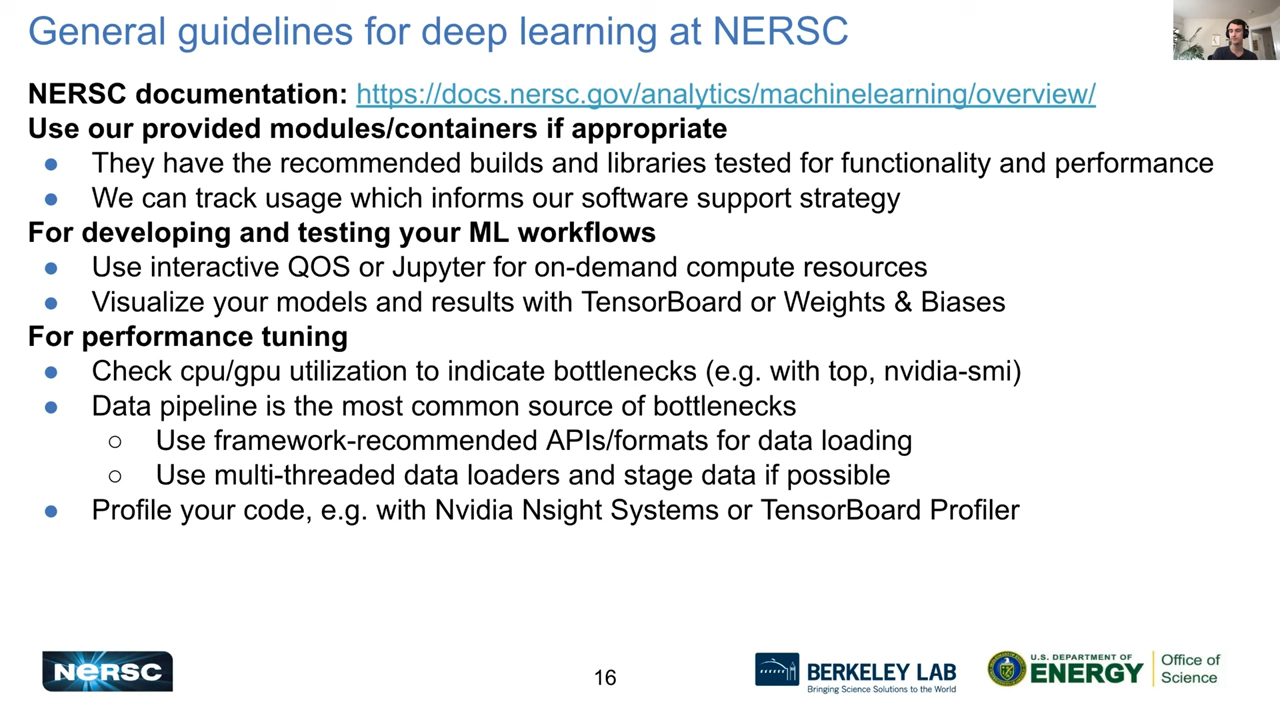 General guidelines for deep learning at NERSC
NERSC documentation: https://docs.nersc.gov/analytics/machinelearning/overview/
Use our provided modules/containers if appropriate
● They have the recommended builds and libraries tested for functionality and performance
● We can track usage which informs our software support strategy
For developing and testing your ML workflows
● Use interactive QOS or Jupyter for on-demand compute resources
● Visualize your models and results with TensorBoard or Weights & Biases
For performance tuning
● Check cpu/gpu utilization to indicate bottlenecks (e.g. with top, nvidia-smi)
● Data pipeline is the most common source of bottlenecks
○ Use framework-recommended APIs/formats for data loading
○ Use multi-threaded data loaders and stage data if possible
● Profile your code, e.g. with Nvidia Nsight Systems or TensorBoard Profiler
NERSC
16
BERKELEY LAB
Bringing Science Solutions to the World
U.S. DEPARTMENT OF
ENERGY
Office of
Science